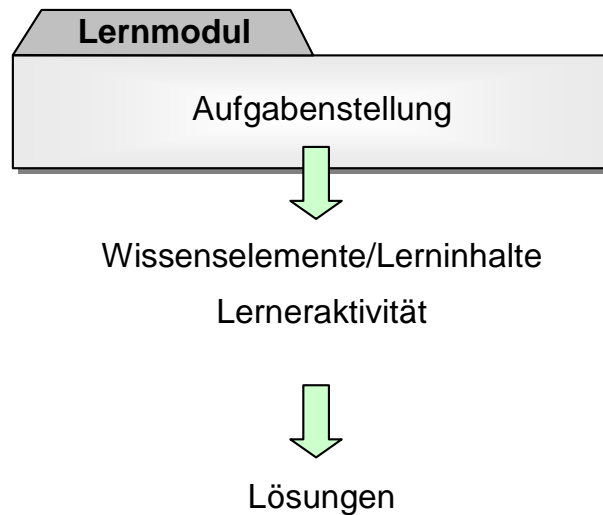 Lernmodul
Aufgabenstellung
Wissenselemente/Lerninhalte
Lerneraktivität
Lösungen